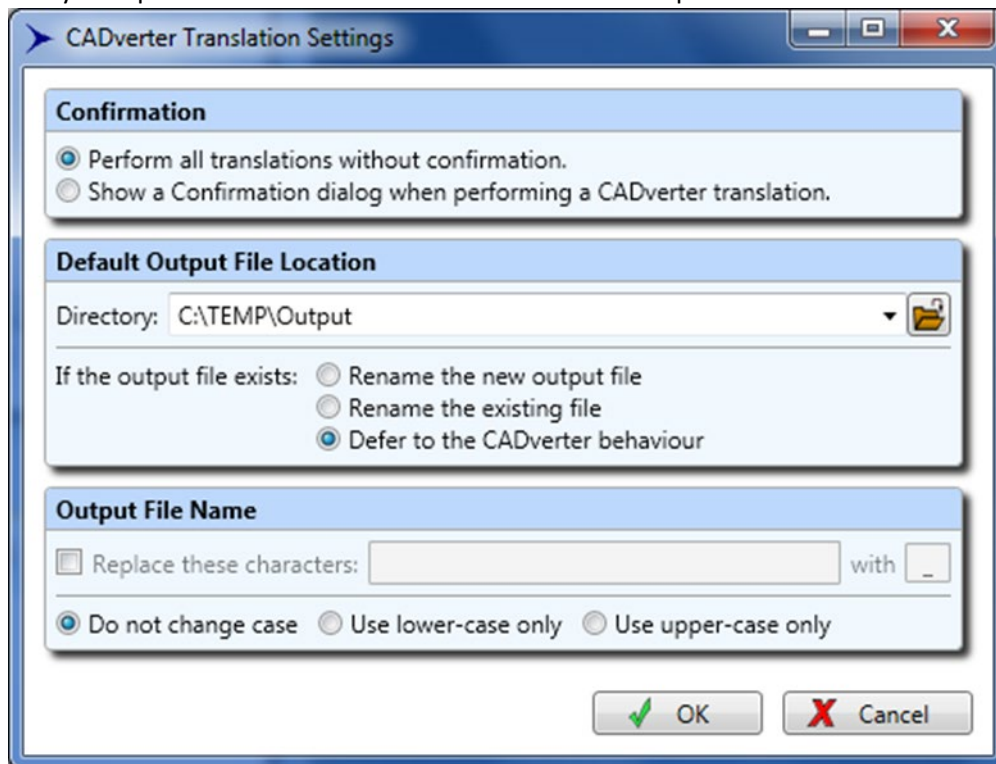 CADverter Translation Settings
Confirmation
Perform all translations without confirmation.
Show a Confirmation dialog when performing a CADverter translation.
Default Output File Location
Directory: C:\TEMP\Output
If the output file exists: Rename the new output file
Rename the existing file
Defer to the CADverter behaviour
Output File Name
Replace these characters: with _
Do not change case Use lower-case only Use upper-case only
OK Cancel